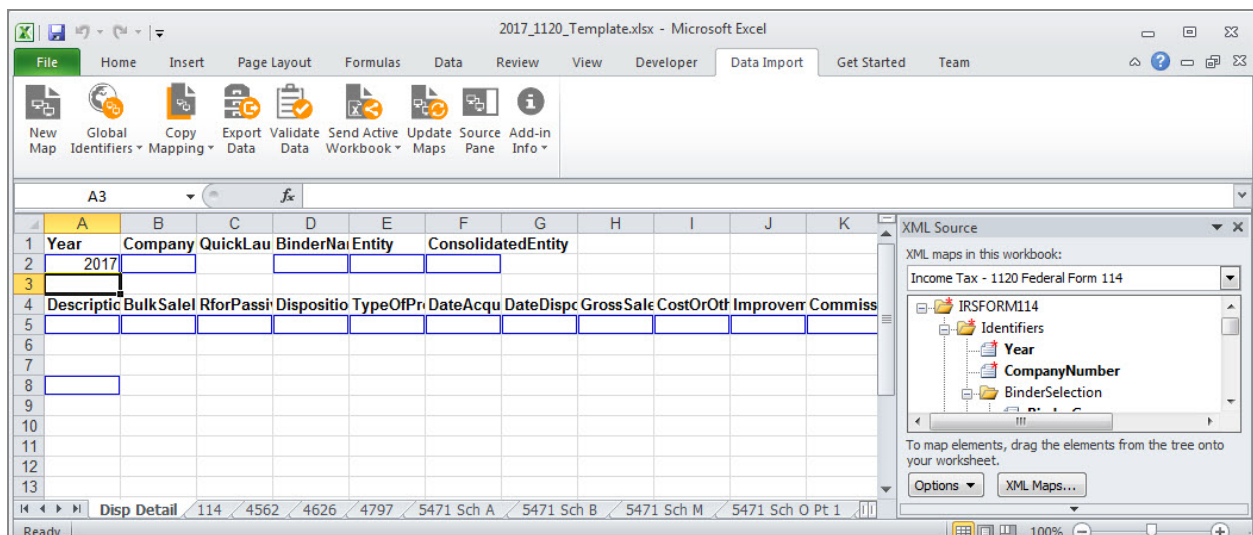 2017_1120_Template.xlsx - Microsoft Excel
File Home Insert Page Layout Formulas Data Review View Developer Data Import Get Started Team
New Map Global Identifiers Copy Mapping Export Data Validate Data Send Active Workbook Update Maps Source Pane Add-in Info
A3 fx
A B C D E F G H I J K
1 Year Company QuickLau BinderNa Entity ConsolidatedEntity
2 2017
3
4 Descriptic BulkSaleI RforPassi Dispositio TypeOfPr DateAcqu DateDispo GrossSale CostOrOth Improvem Commiss
5
6
7
8
9
10
11
12
13
XML Source
XML maps in this workbook:
Income Tax - 1120 Federal Form 114
IRSFORM114
Identifiers
Year
CompanyNumber
BinderSelection
To map elements, drag the elements from the tree onto
your worksheet.
Options XML Maps...
Disp Detail 114 4562 4626 4797 5471 Sch A 5471 Sch B 5471 Sch M 5471 Sch O Pt 1
Ready 100%